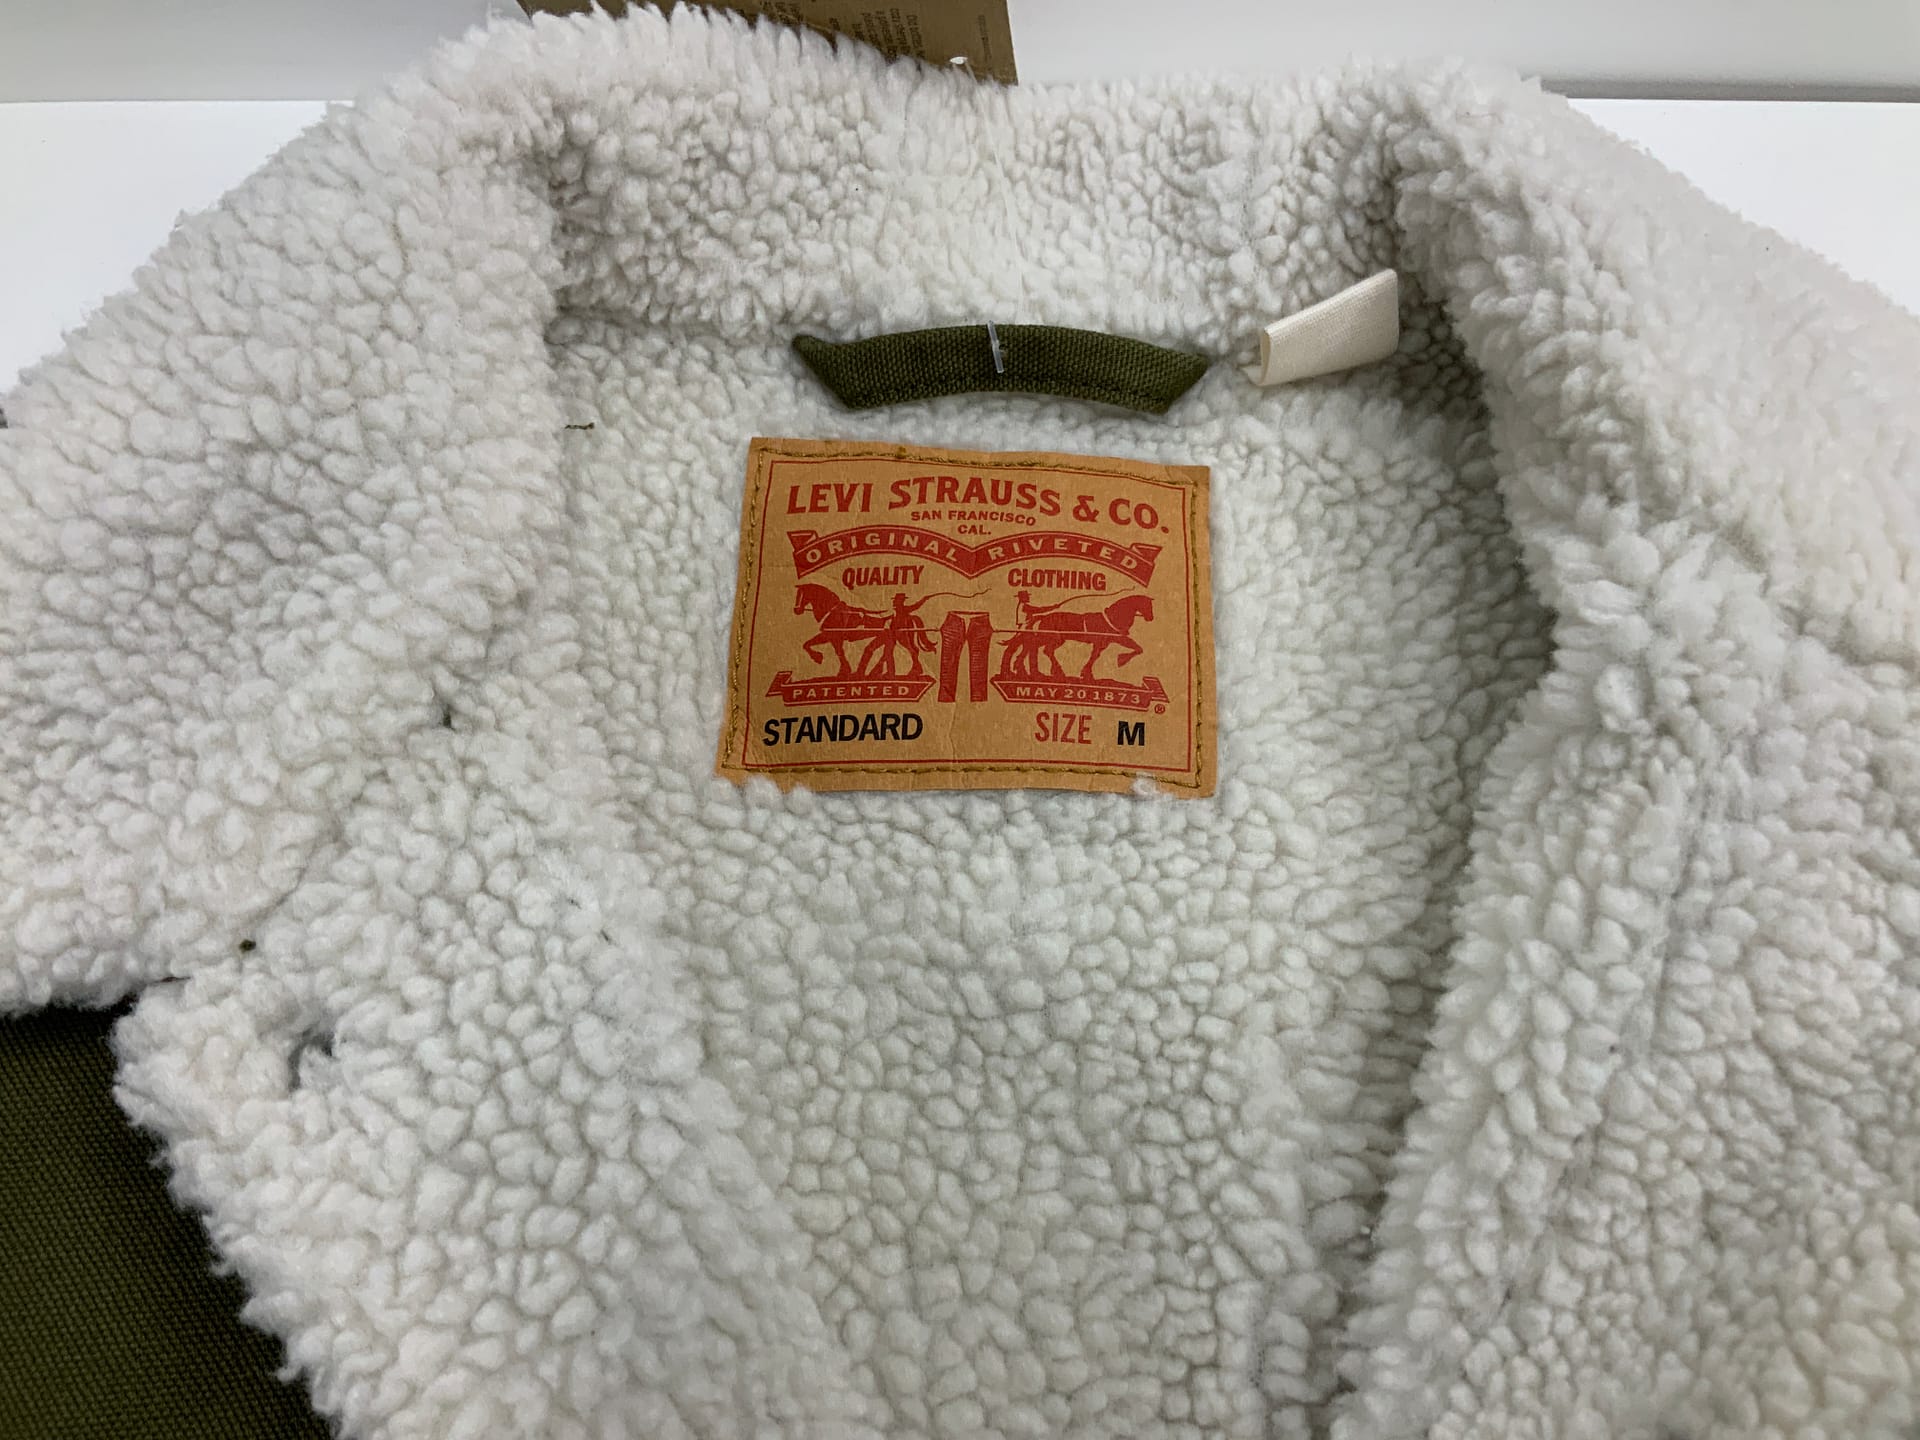 LEVI STRAUSS & CO.
SAN FRANCISCO
CAL.
ORIGINAL RIVETED
QUALITY CLOTHING
PATENTED MAY 20 1873 ®
STANDARD SIZE M